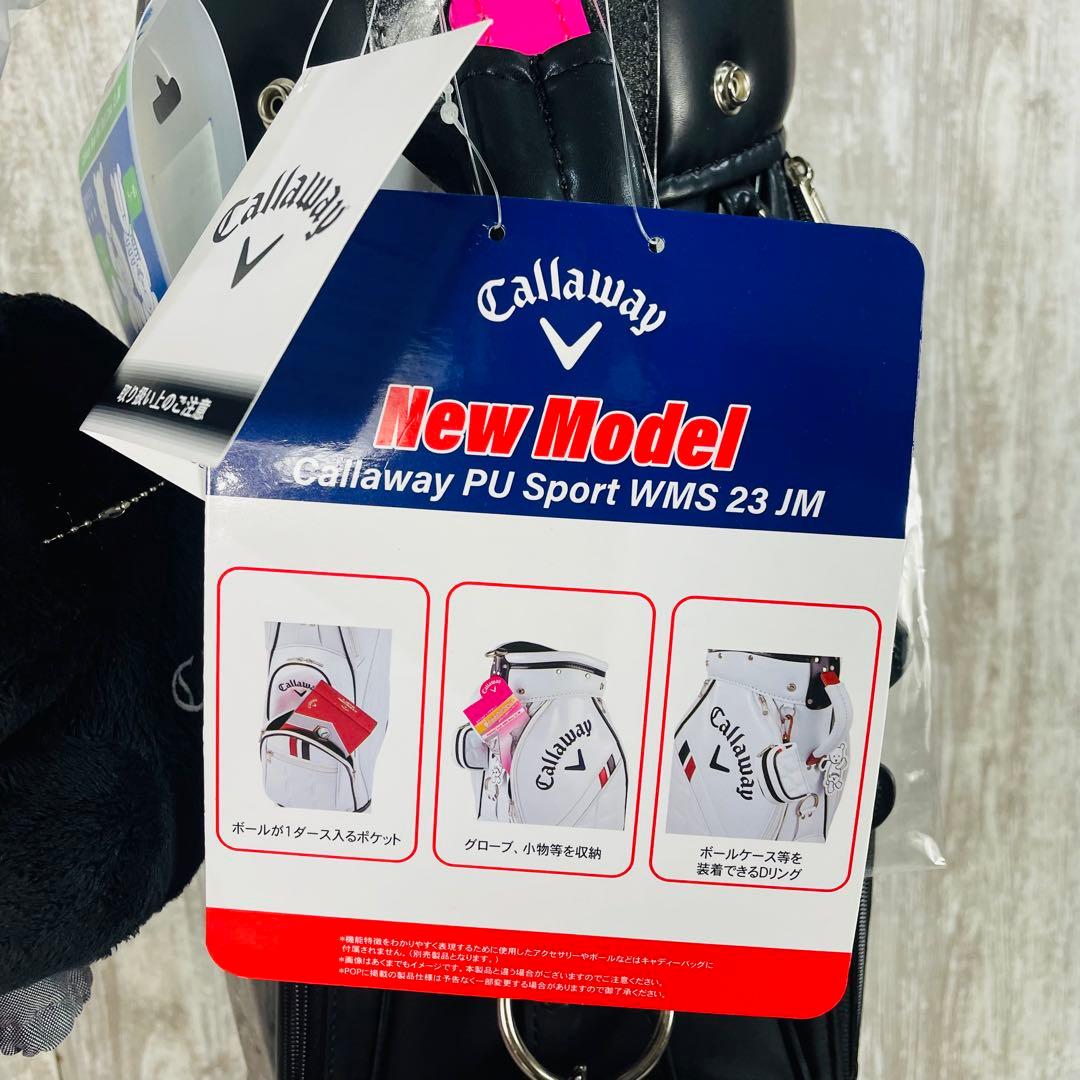 Callaway
取り扱い上のご注意
Callaway
New Model
Callaway PU Sport WMS 23 JM
Callaway
ボールが1ダース入るポケット
Callaway
グローブ、小物等を収納
Callaway
ボールケース等を
装着できるDリング
*機能特徴をわかりやすく表現するために使用したアクセサリーやボールなどはキャディーバッグに
付属されません。(別売製品となります。)
*画像はあくまでもイメージです。本製品と違う場合がございますのでご注意ください。
*POPに掲載の製品仕様は予告なく一部変更する場合がありますので御了承ください。